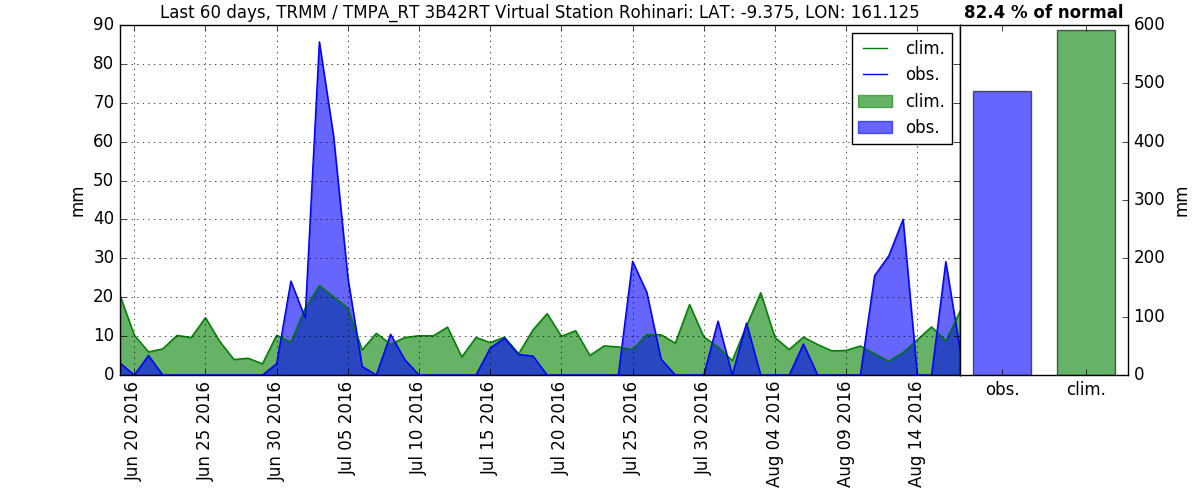 Last 60 days, TRMM / TMPA_RT 3B42RT Virtual Station Rohinari: LAT: -9.375, LON: 161.125
82.4 % of normal
90
80
70
60
50
40
30
20
10
0
mm
clim.
obs.
clim.
obs.
Jun 20 2016
Jun 25 2016
Jun 30 2016
Jul 05 2016
Jul 10 2016
Jul 15 2016
Jul 20 2016
Jul 25 2016
Jul 30 2016
Aug 04 2016
Aug 09 2016
Aug 14 2016
600
500
400
300
200
100
0
mm
obs.
clim.